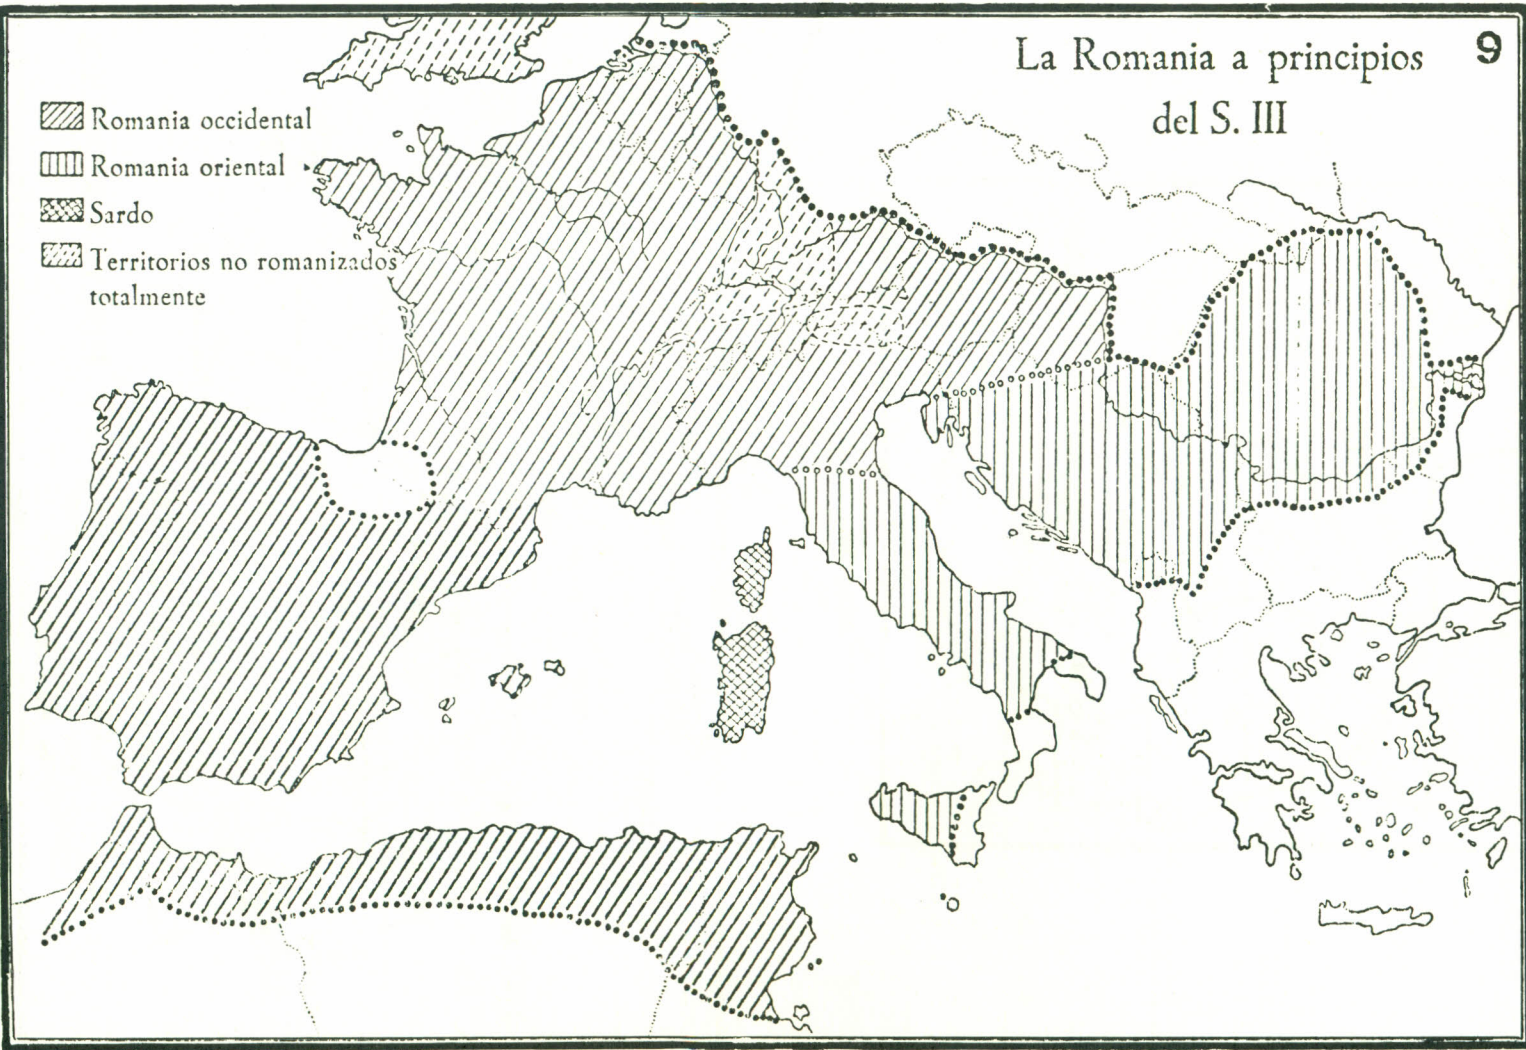 La Romania a principios
del S. III
9
Romania occidental
Romania oriental
Sardo
Territorios no romanizados
totalmente